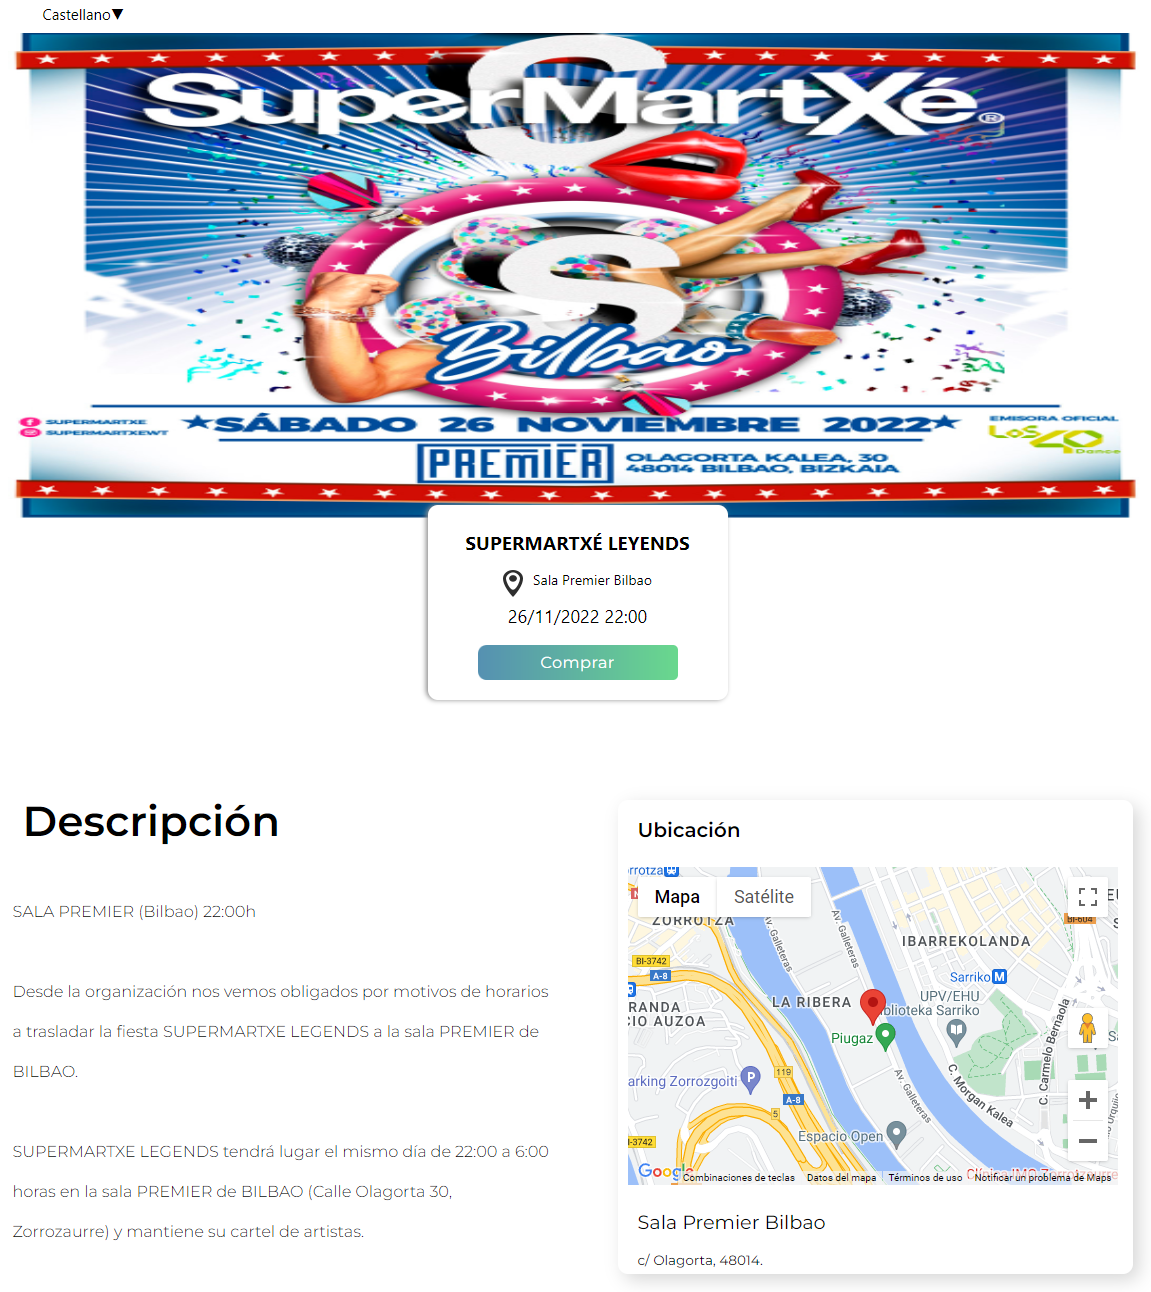 Castellano▼
SuperMartXé®
Bilbao
SUPERMARTXE
SUPERMARTXEWT
★SÁBADO 26 NOVIEMBRE 2022★
EMISORA OFICIAL
LOS 40
Dance
PREMIER
OLAGORTA KALEA, 30
48014 BILBAO, BIZKAIA
SUPERMARTXÉ LEYENDS
Sala Premier Bilbao
26/11/2022 22:00
Comprar
Descripción
SALA PREMIER (Bilbao) 22:00h
Desde la organización nos vemos obligados por motivos de horarios
a trasladar la fiesta SUPERMARTXE LEGENDS a la sala PREMIER de
BILBAO.
SUPERMARTXE LEGENDS tendrá lugar el mismo día de 22:00 a 6:00
horas en la sala PREMIER de BILBAO (Calle Olagorta 30,
Zorrozaurre) y mantiene su cartel de artistas.
Ubicación
rrotza
Mapa Satélite
ZORROTZA
BI-604
IBARREKOLANDA
BI-3742
A-8
Av. Galleteras
Av. Galleteras
Sarriko M
LA RIBERA
UPV/EHU
iblioteka Sarriko
RANDA
CIO AUZOA
Piugaz
C. Carmelo Bernaola
119
arking Zorrozgoiti
A-8
Av. Galleteras
C. Morgan Kalea
5
Espacio Open
I-3742
Google
Clínica IMQ Zorrotzaurre
Combinaciones de teclas Datos del mapa Términos de uso Notificar un problema de Maps
Sala Premier Bilbao
c/ Olagorta, 48014.